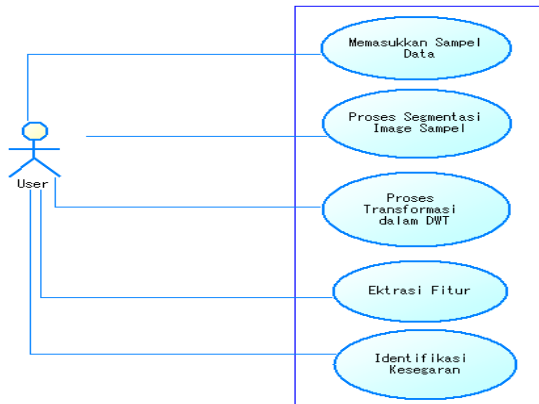 Memasukkan Sampel
Data
Proses Segmentasi
Image Sampel
User
Proses
Transformasi
dalam DWT
Ektrasi Fitur
Identifikasi
Kesegaran